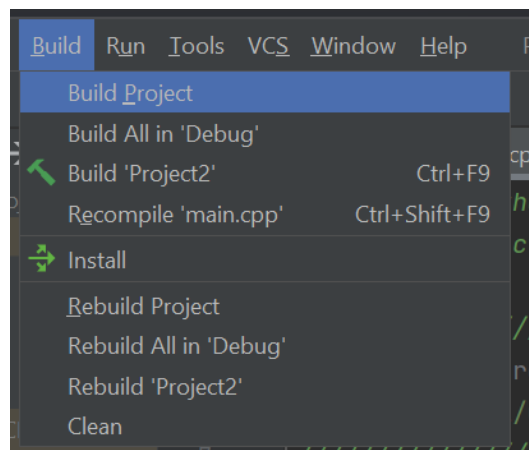 Build Run Tools VCS Window Help
Build Project
Build All in 'Debug'
Build 'Project2' Ctrl+F9
Recompile 'main.cpp' Ctrl+Shift+F9
Install
Rebuild Project
Rebuild All in 'Debug'
Rebuild 'Project2'
Clean